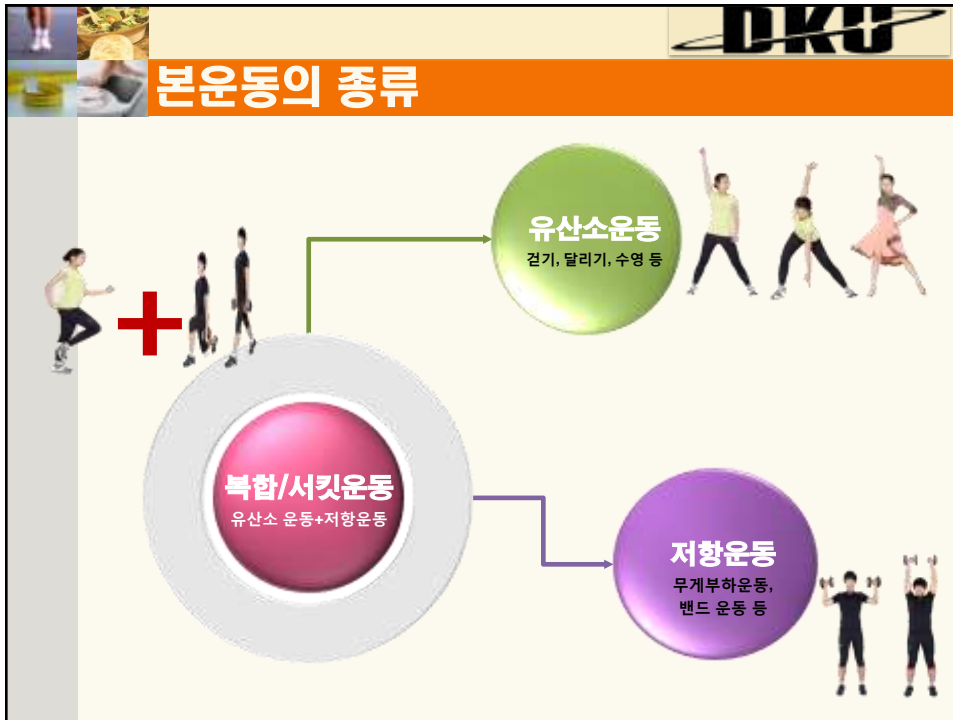 DKU
본운동의 종류
유산소운동
걷기, 달리기, 수영 등
복합/서킷운동
유산소 운동+저항운동
저항운동
무게부하운동,
밴드 운동 등